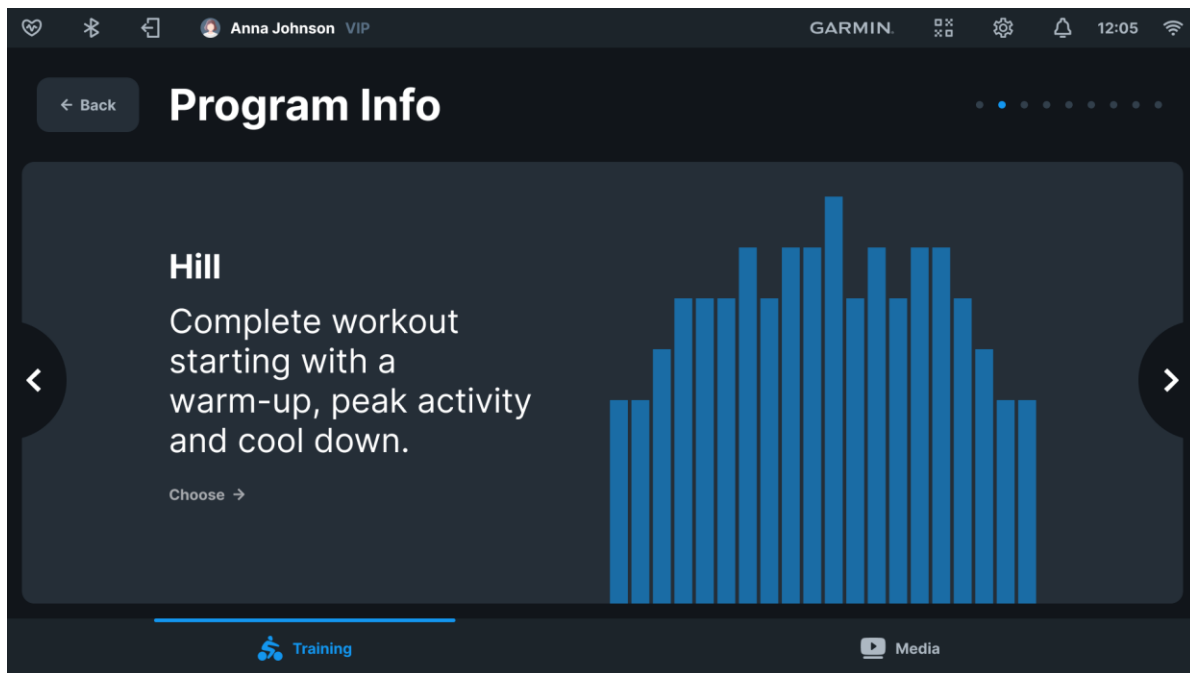 Anna Johnson VIP
GARMIN.
12:05
← Back
Program Info
Hill
Complete workout
starting with a
warm-up, peak activity
and cool down.
Choose →
Training
Media